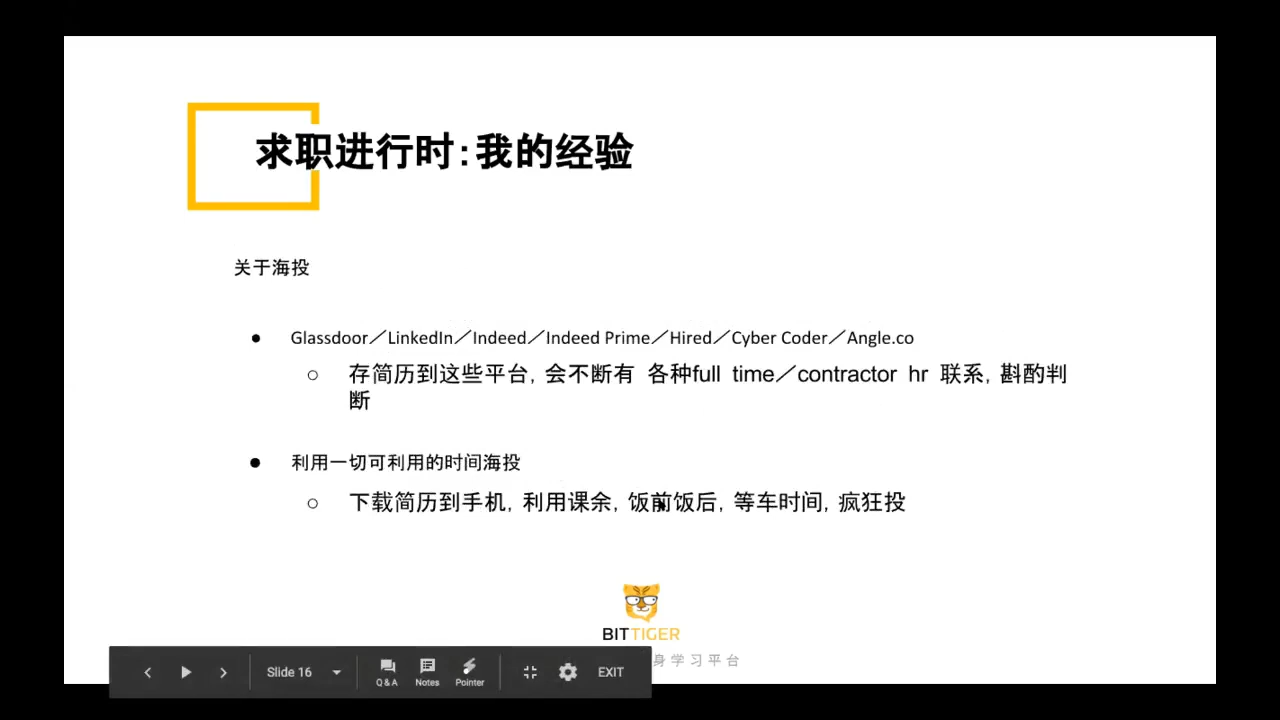 求职进行时:我的经验
关于海投
● Glassdoor／LinkedIn／Indeed／Indeed Prime／Hired／Cyber Coder／Angle.co
○ 存简历到这些平台, 会不断有 各种full time／contractor hr 联系, 斟酌判
断
● 利用一切可利用的时间海投
○ 下载简历到手机, 利用课余, 饭前饭后, 等车时间, 疯狂投
BITTIGER
身学习平台
Slide 16
Q & A Notes Pointer
EXIT